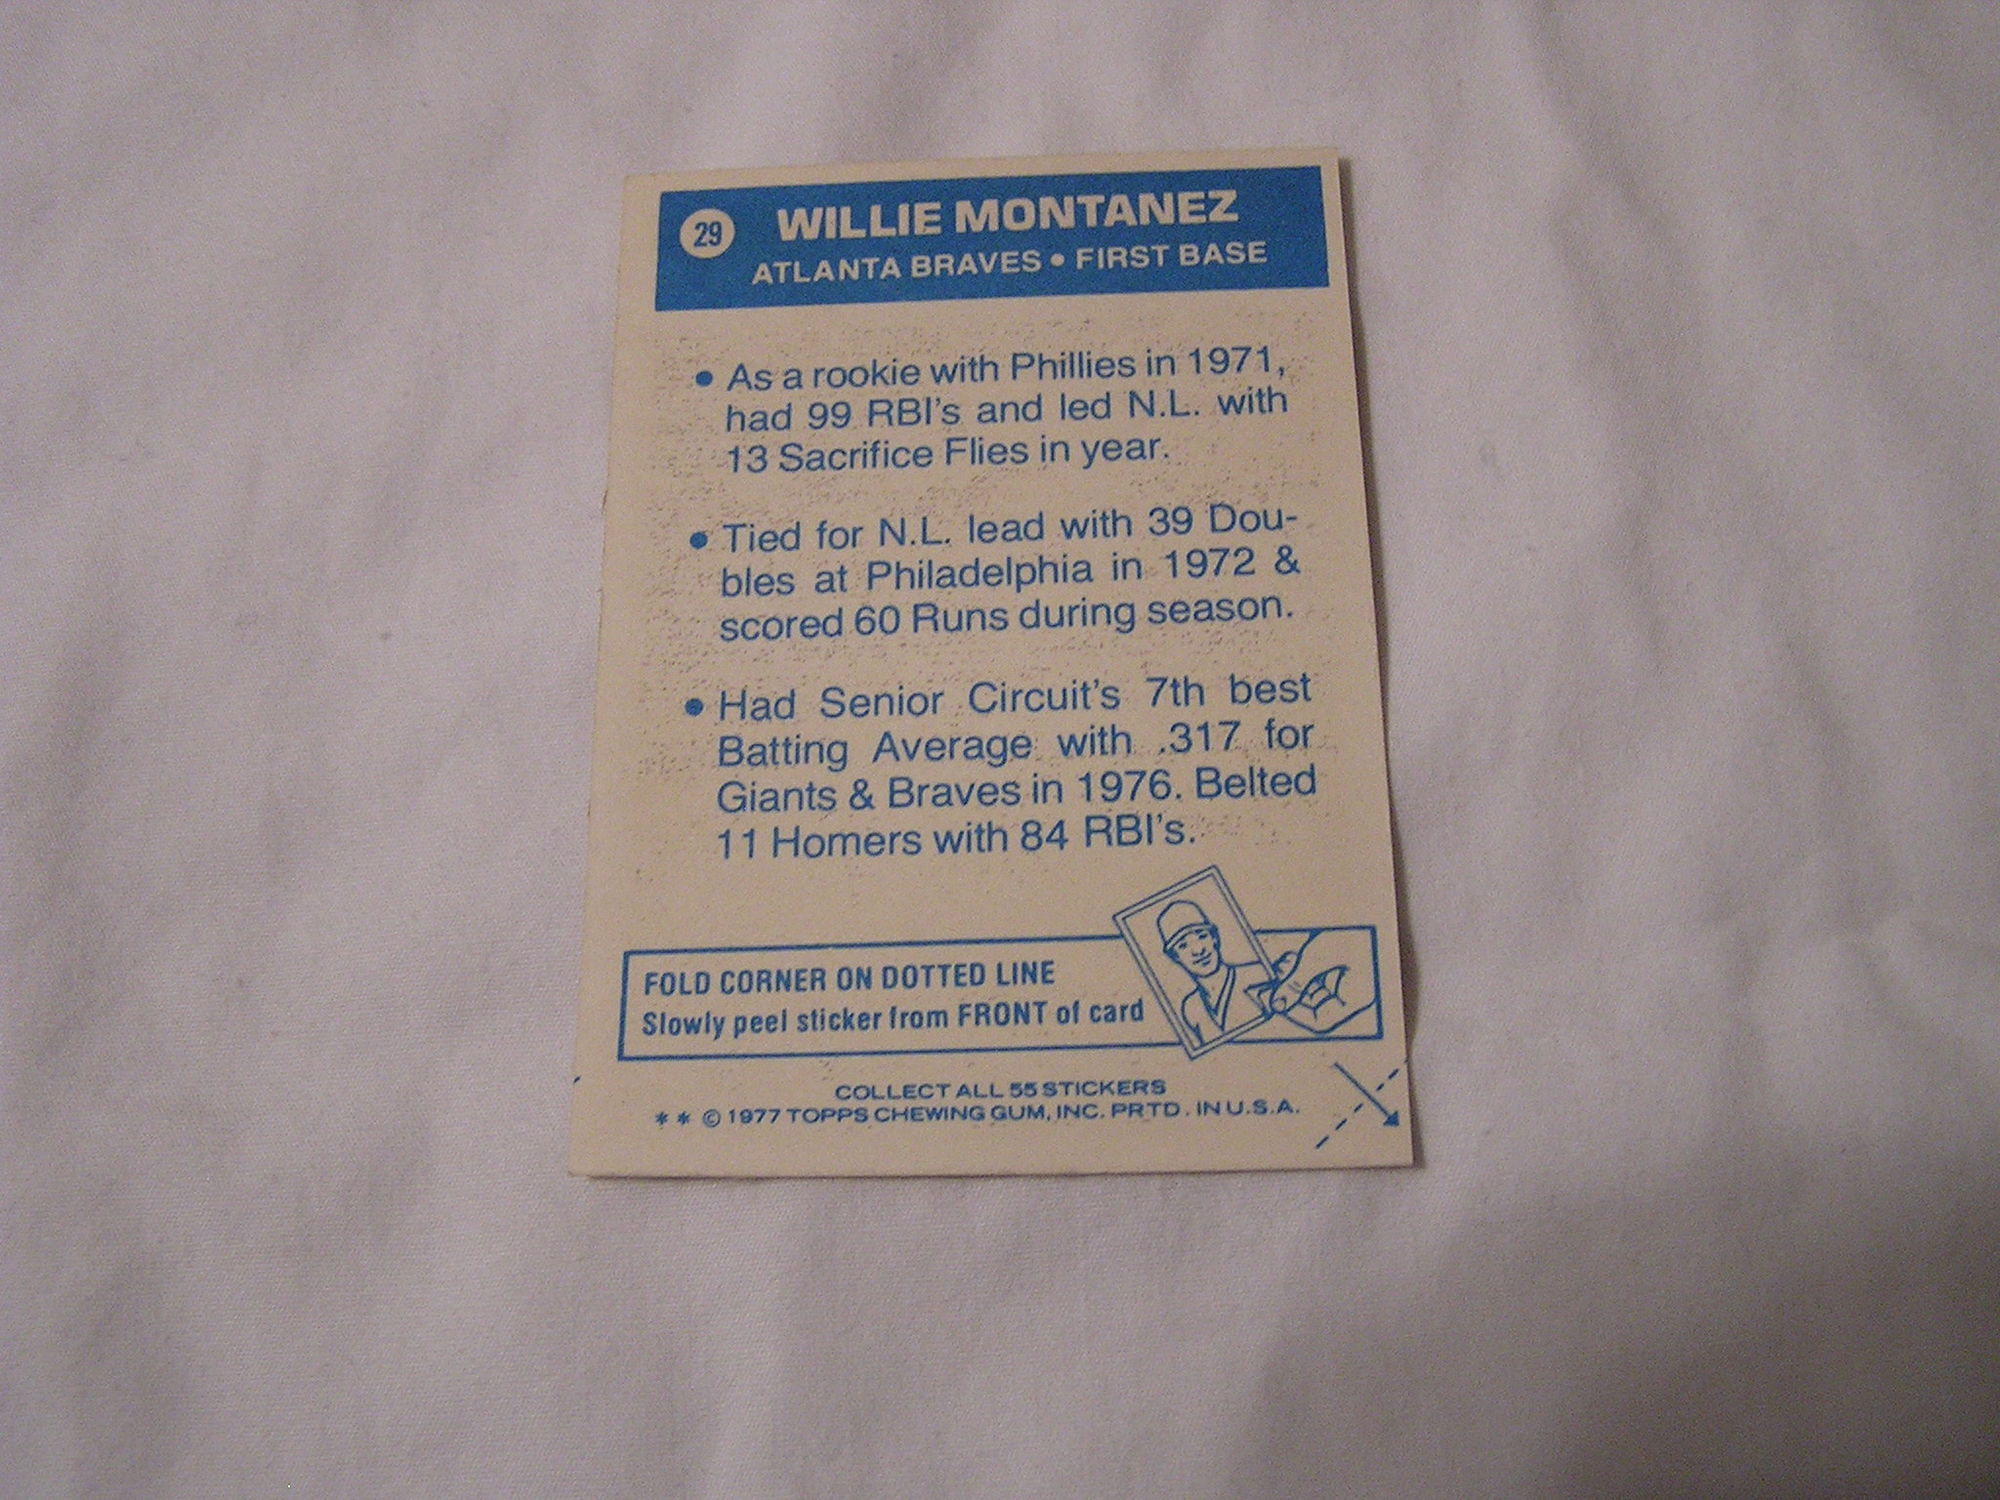 29
WILLIE MONTANEZ
ATLANTA BRAVES • FIRST BASE
• As a rookie with Phillies in 1971,
had 99 RBI's and led N.L. with
13 Sacrifice Flies in year.
• Tied for N.L. lead with 39 Dou-
bles at Philadelphia in 1972 &
scored 60 Runs during season.
• Had Senior Circuit's 7th best
Batting Average with .317 for
Giants & Braves in 1976. Belted
11 Homers with 84 RBI's.
FOLD CORNER ON DOTTED LINE
Slowly peel sticker from FRONT of card
COLLECT ALL 55 STICKERS
** © 1977 TOPPS CHEWING GUM, INC. PRTD. IN U.S.A.